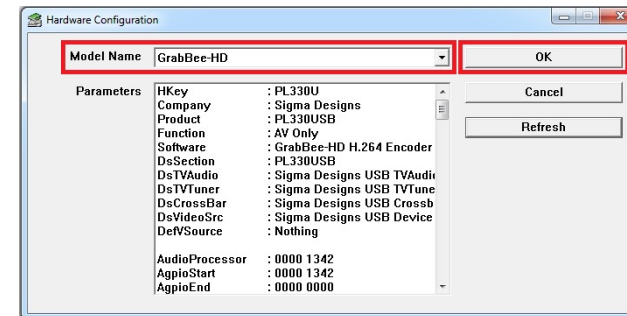 Hardware Configuration
Model Name GrabBee-HD OK
Parameters HKey : PL330U Cancel
Company : Sigma Designs
Product : PL330USB Refresh
Function : AV Only
Software : GrabBee-HD H.264 Encoder
DsSection : PL330USB
DsTVAudio : Sigma Designs USB TVAudi
DsTVTuner : Sigma Designs USB TVTune
DsCrossBar : Sigma Designs USB Crossb
DsVideoSrc : Sigma Designs USB Device
DefVSource : Nothing
AudioProcessor : 0000 1342
AgpioStart : 0000 1342
AgpioEnd : 0000 0000